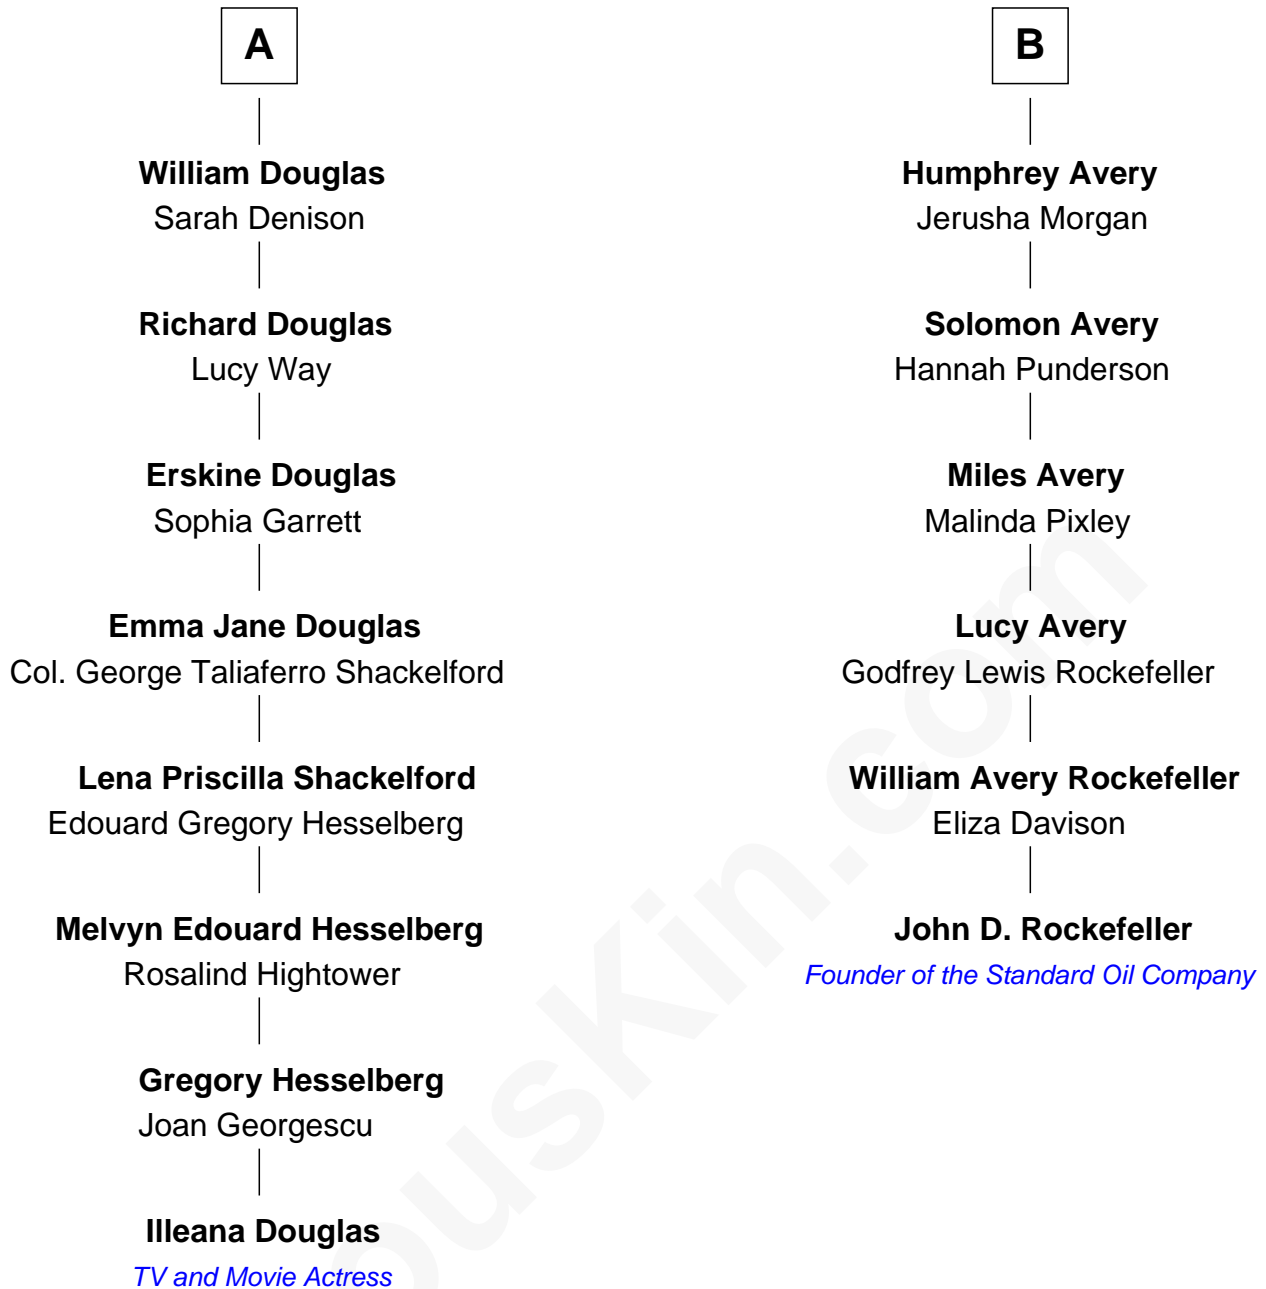 A
William Douglas
Sarah Denison
Richard Douglas
Lucy Way
Erskine Douglas
Sophia Garrett
Emma Jane Douglas
Col. George Taliaferro Shackelford
Lena Priscilla Shackelford
Edouard Gregory Hesselberg
Melvyn Edouard Hesselberg
Rosalind Hightower
Gregory Hesselberg
Joan Georgescu
Illeana Douglas
TV and Movie Actress
B
Humphrey Avery
Jerusha Morgan
Solomon Avery
Hannah Punderson
Miles Avery
Malinda Pixley
Lucy Avery
Godfrey Lewis Rockefeller
William Avery Rockefeller
Eliza Davison
John D. Rockefeller
Founder of the Standard Oil Company
ousKin.com